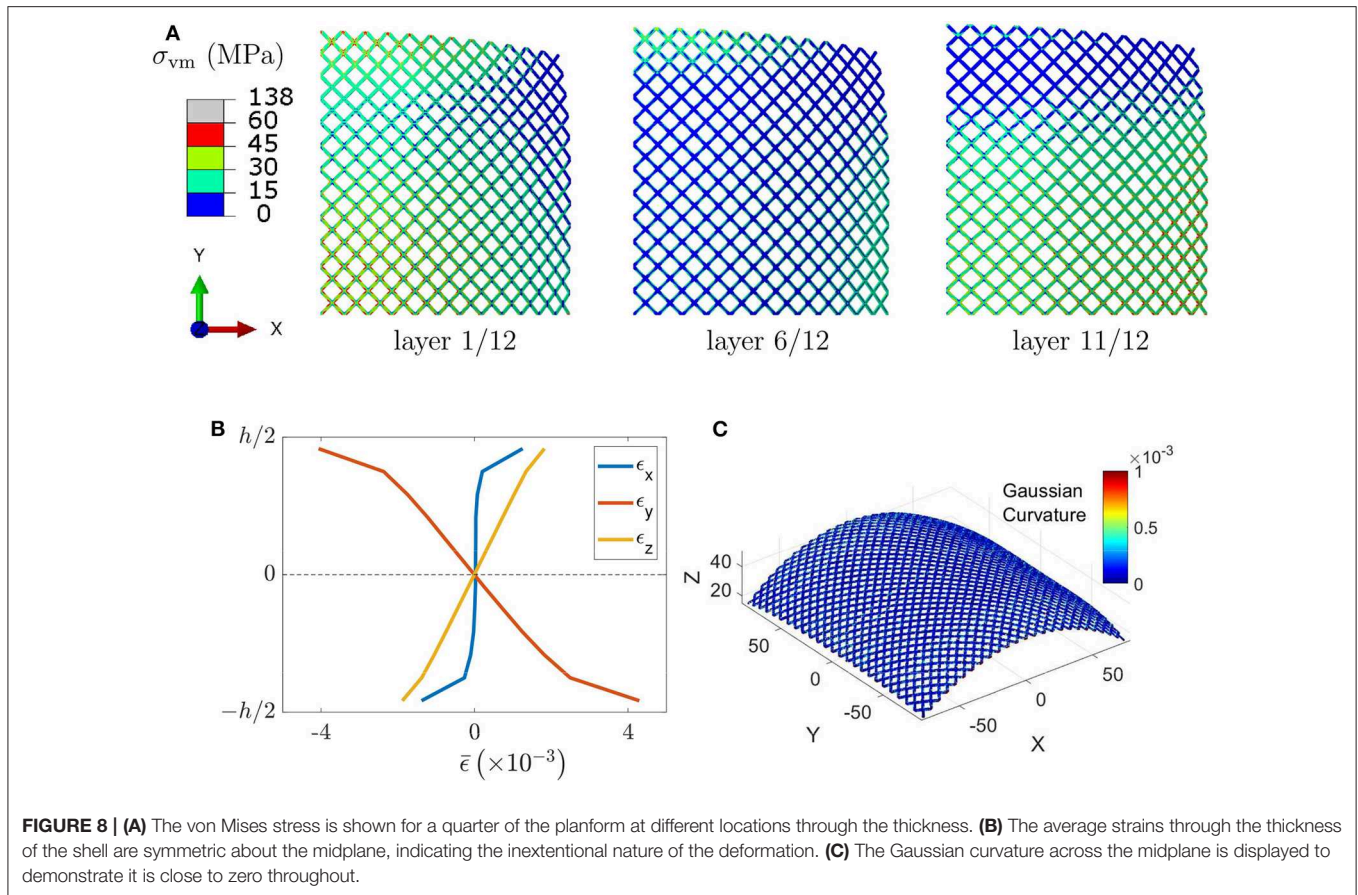 A
σvm (MPa)
138
60
45
30
15
0
Y
X
layer 1/12
layer 6/12
layer 11/12
B
h/2
0
−h/2
-4
0
4
ε̄ (×10⁻³)
ϵx
ϵy
ϵz
C
Gaussian
Curvature
×10⁻³
1
0.5
0
Z
40
20
50
0
-50
Y
-50
0
50
X
FIGURE 8 | (A) The von Mises stress is shown for a quarter of the planform at different locations through the thickness. (B) The average strains through the thickness
of the shell are symmetric about the midplane, indicating the inextentional nature of the deformation. (C) The Gaussian curvature across the midplane is displayed to
demonstrate it is close to zero throughout.